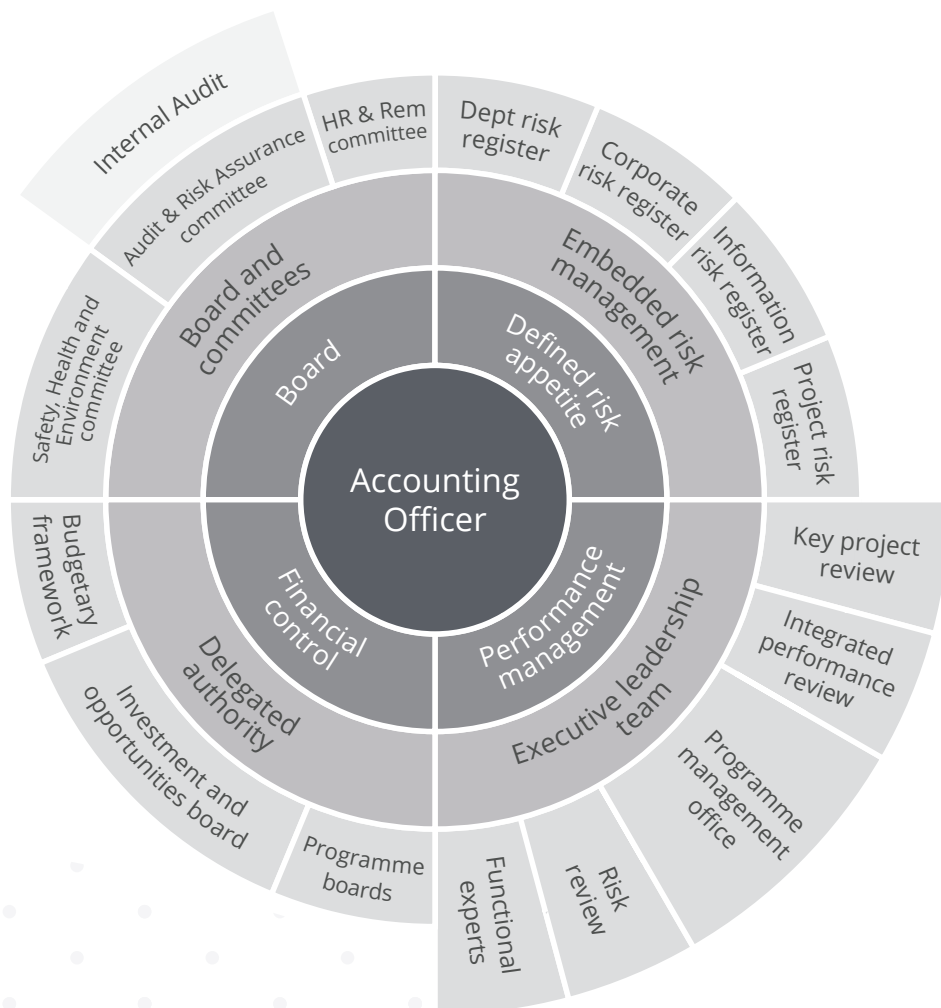 Internal Audit
HR & Rem
committee
Audit & Risk Assurance
committee
Safety, Health and
Environment
committee
Board and
committees
Board
Dept risk
register
Corporate
risk register
Information
risk register
Project risk
register
Embedded risk
management
Defined risk
appetite
Accounting
Officer
Budgetary
framework
Investment and
opportunities board
Programme
boards
Delegated
authority
Financial
control
Performance
management
Executive leadership
team
Key project
review
Integrated
performance
review
Programme
management
office
Risk
review
Functional
experts